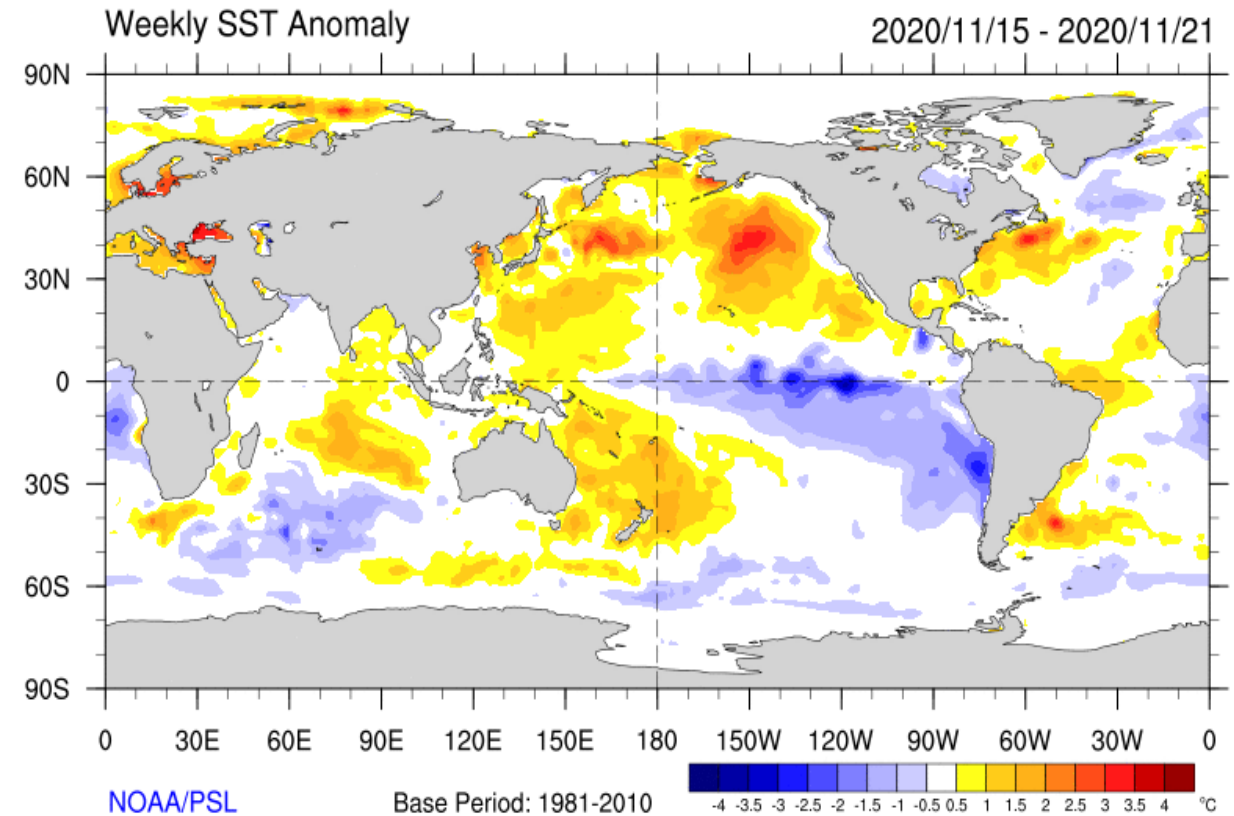 Weekly SST Anomaly 2020/11/15 - 2020/11/21
90N
60N
30N
0
30S
60S
90S
0 30E 60E 90E 120E 150E 180 150W 120W 90W 60W 30W 0
NOAA/PSL Base Period: 1981-2010
-4 -3.5 -3 -2.5 -2 -1.5 -1 -0.5 0.5 1 1.5 2 2.5 3 3.5 4 °C